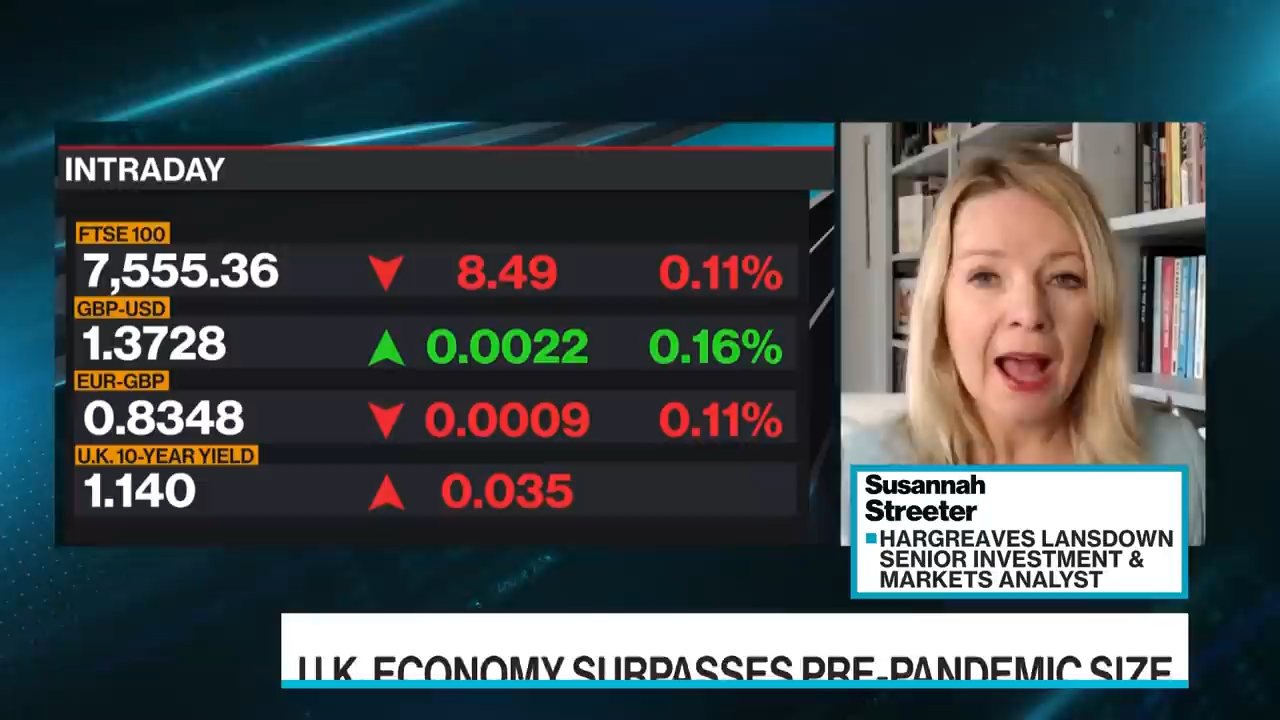 INTRADAY
FTSE 100
7,555.36 8.49 0.11%
GBP-USD
1.3728 0.0022 0.16%
EUR-GBP
0.8348 0.0009 0.11%
U.K. 10-YEAR YIELD
1.140 0.035
Susannah
Streeter
HARGREAVES LANSDOWN
SENIOR INVESTMENT &
MARKETS ANALYST
U.K. ECONOMY SURPASSES PRE-PANDEMIC SIZE